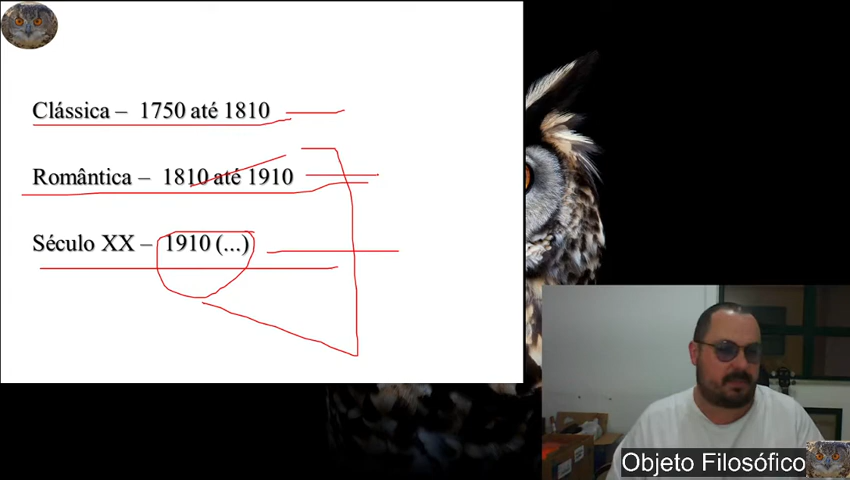 Clássica – 1750 até 1810
Romântica – 1810 até 1910
Século XX – 1910 (...)
Objeto Filosófico